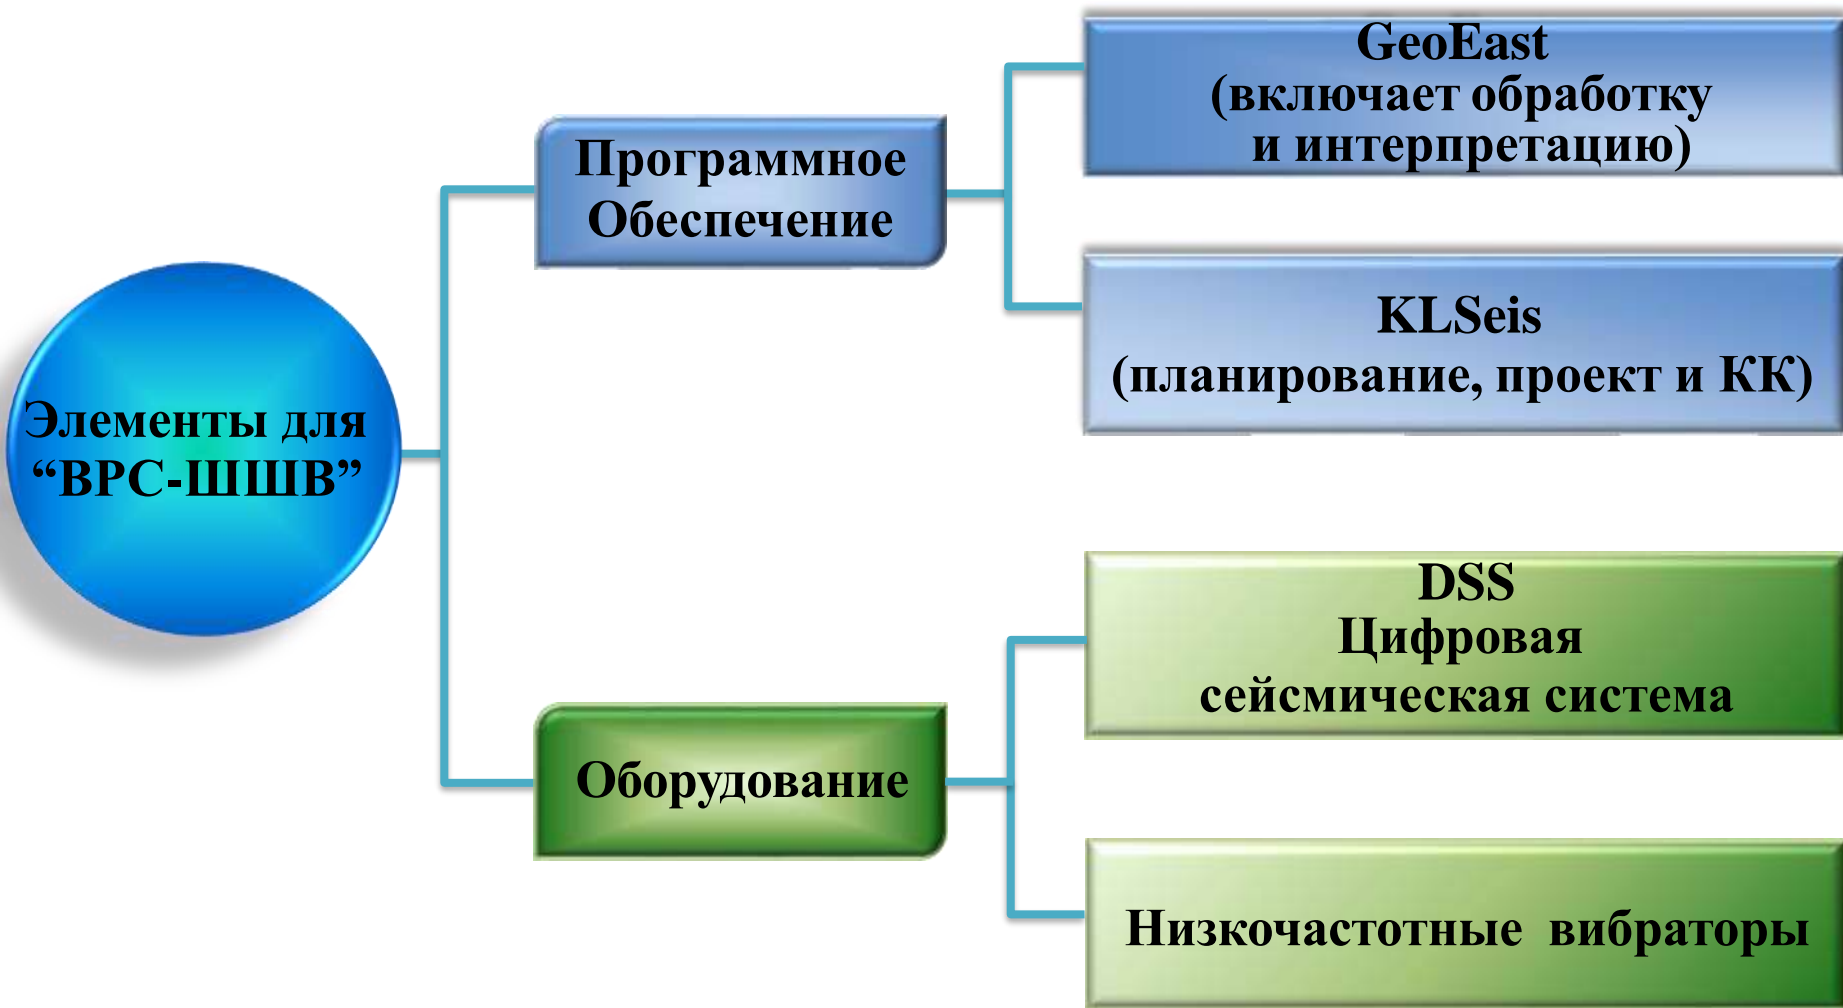 Элементы для
“ВРС-ШШВ”
Программное
Обеспечение
GeoEast
(включает обработку
и интерпретацию)
KLSeis
(планирование, проект и КК)
Оборудование
DSS
Цифровая
сейсмическая система
Низкочастотные вибраторы